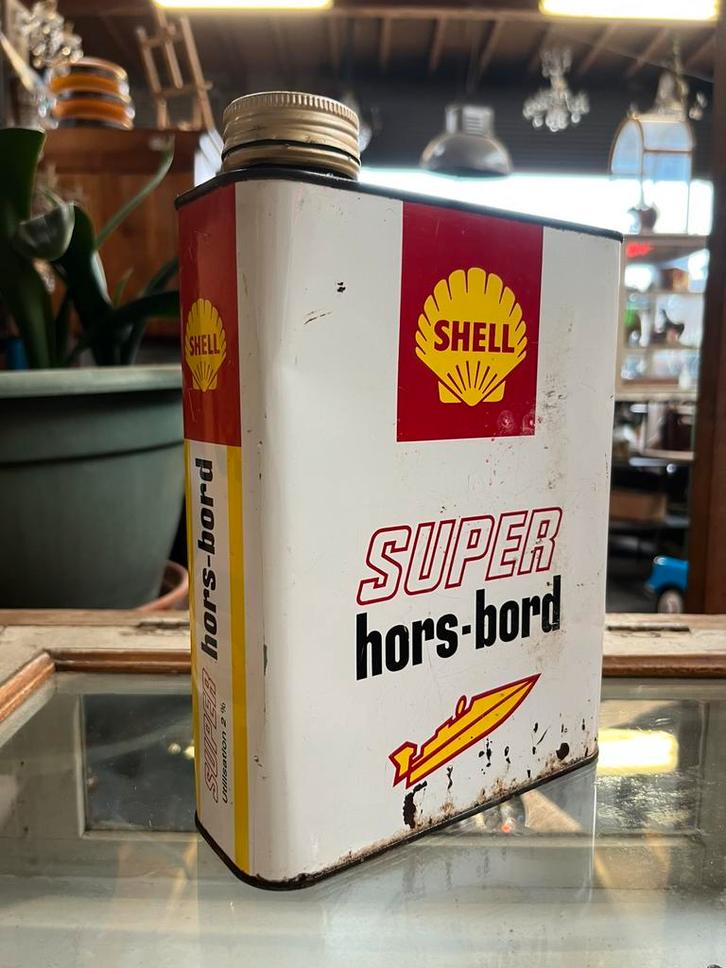 SHELL
SUPER
hors-bord
SHELL
SUPER hors-bord
Utilisation 2 %